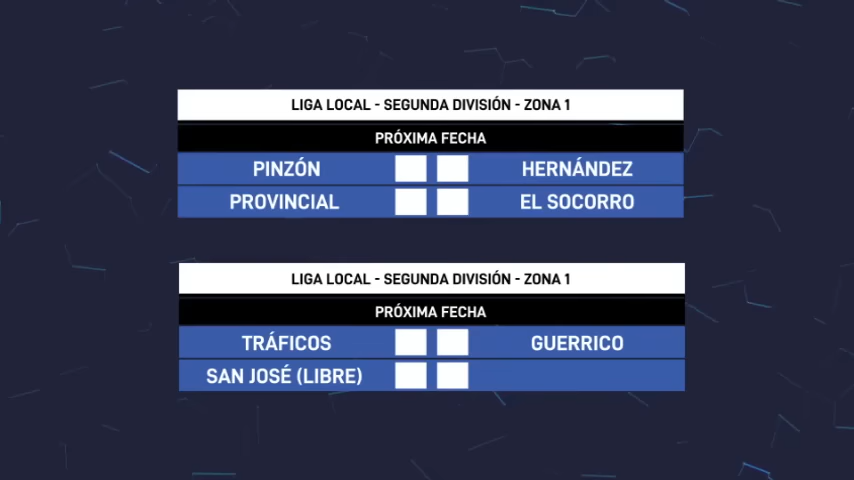 LIGA LOCAL - SEGUNDA DIVISIÓN - ZONA 1
PRÓXIMA FECHA
PINZÓN HERNÁNDEZ
PROVINCIAL EL SOCORRO
LIGA LOCAL - SEGUNDA DIVISIÓN - ZONA 1
PRÓXIMA FECHA
TRÁFICOS GUERRICO
SAN JOSÉ (LIBRE)